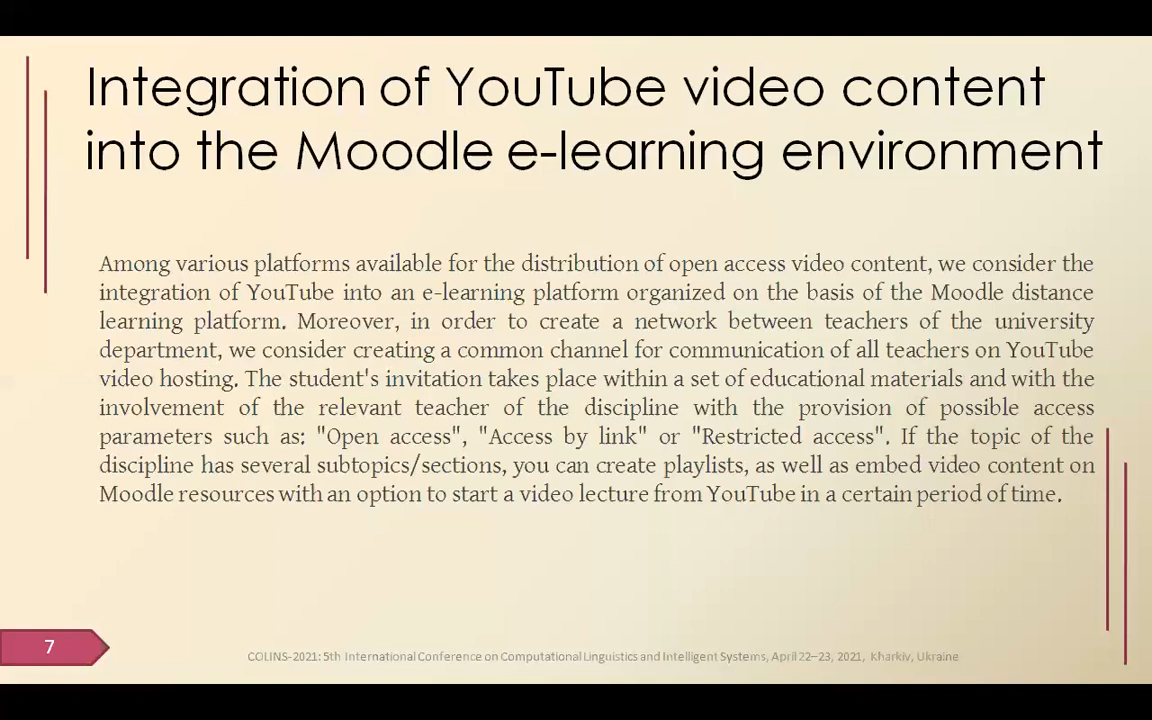 Integration of YouTube video content
into the Moodle e-learning environment
Among various platforms available for the distribution of open access video content, we consider the
integration of YouTube into an e-learning platform organized on the basis of the Moodle distance
learning platform. Moreover, in order to create a network between teachers of the university
department, we consider creating a common channel for communication of all teachers on YouTube
video hosting. The student's invitation takes place within a set of educational materials and with the
involvement of the relevant teacher of the discipline with the provision of possible access
parameters such as: "Open access", "Access by link" or "Restricted access". If the topic of the
discipline has several subtopics/sections, you can create playlists, as well as embed video content on
Moodle resources with an option to start a video lecture from YouTube in a certain period of time.
7
COLINS-2021: 5th International Conference on Computational Linguistics and Intelligent Systems, April 22–23, 2021, Kharkiv, Ukraine